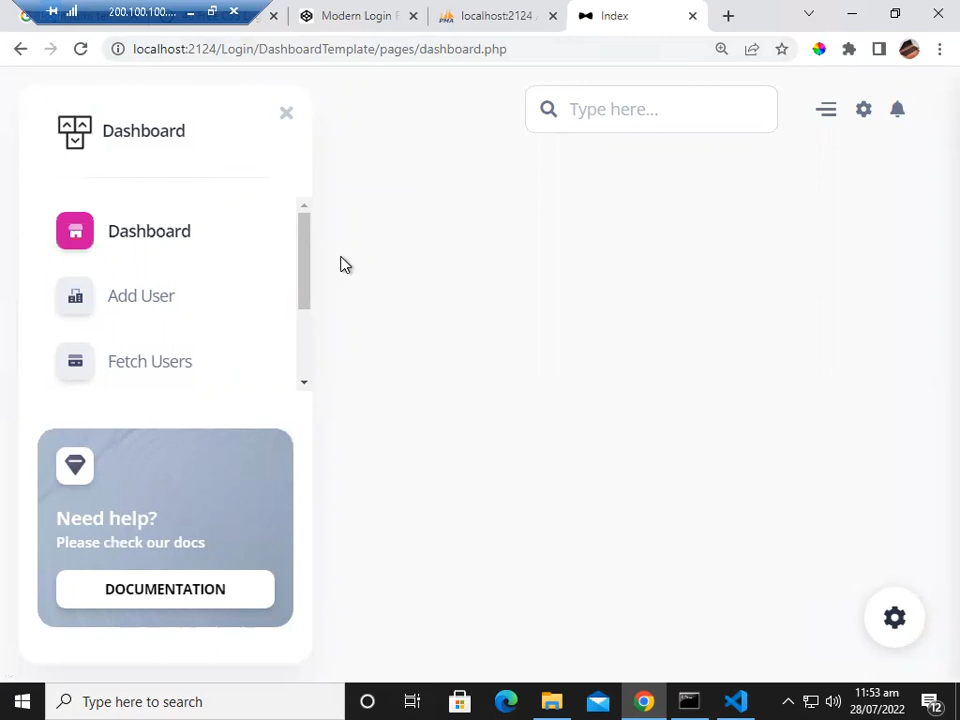 200.100.100....
Modern Login F
localhost:2124 /
Index
localhost:2124/Login/DashboardTemplate/pages/dashboard.php
Dashboard
Type here...
Dashboard
Add User
Fetch Users
Need help?
Please check our docs
DOCUMENTATION
Type here to search
11:53 am
28/07/2022
12